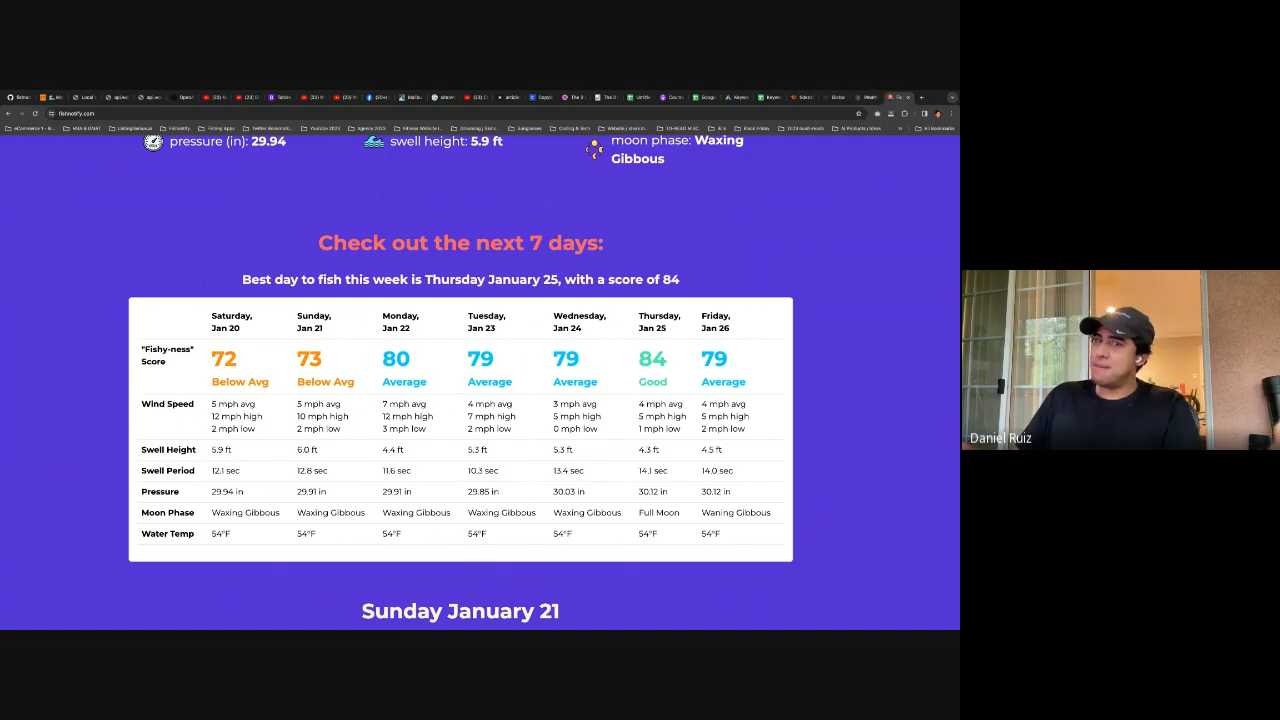 fishnotify.com
pressure (in): 29.94
swell height: 5.9 ft
moon phase: Waxing
Gibbous
Check out the next 7 days:
Best day to fish this week is Thursday January 25, with a score of 84
Saturday, Sunday, Monday, Tuesday, Wednesday, Thursday, Friday,
Jan 20 Jan 21 Jan 22 Jan 23 Jan 24 Jan 25 Jan 26
"Fishy-ness"
Score
72 73 80 79 79 84 79
Below Avg Below Avg Average Average Average Good Average
Wind Speed 5 mph avg 5 mph avg 7 mph avg 4 mph avg 3 mph avg 4 mph avg 4 mph avg
12 mph high 10 mph high 12 mph high 7 mph high 5 mph high 5 mph high 5 mph high
2 mph low 2 mph low 3 mph low 2 mph low 0 mph low 1 mph low 2 mph low
Swell Height 5.9 ft 6.0 ft 4.4 ft 5.3 ft 5.3 ft 4.3 ft 4.5 ft
Swell Period 12.1 sec 12.8 sec 11.6 sec 10.3 sec 13.4 sec 14.1 sec 14.0 sec
Pressure 29.94 in 29.91 in 29.91 in 29.85 in 30.03 in 30.12 in 30.12 in
Moon Phase Waxing Gibbous Waxing Gibbous Waxing Gibbous Waxing Gibbous Waxing Gibbous Full Moon Waning Gibbous
Water Temp 54°F 54°F 54°F 54°F 54°F 54°F 54°F
Sunday January 21
Daniel Ruiz